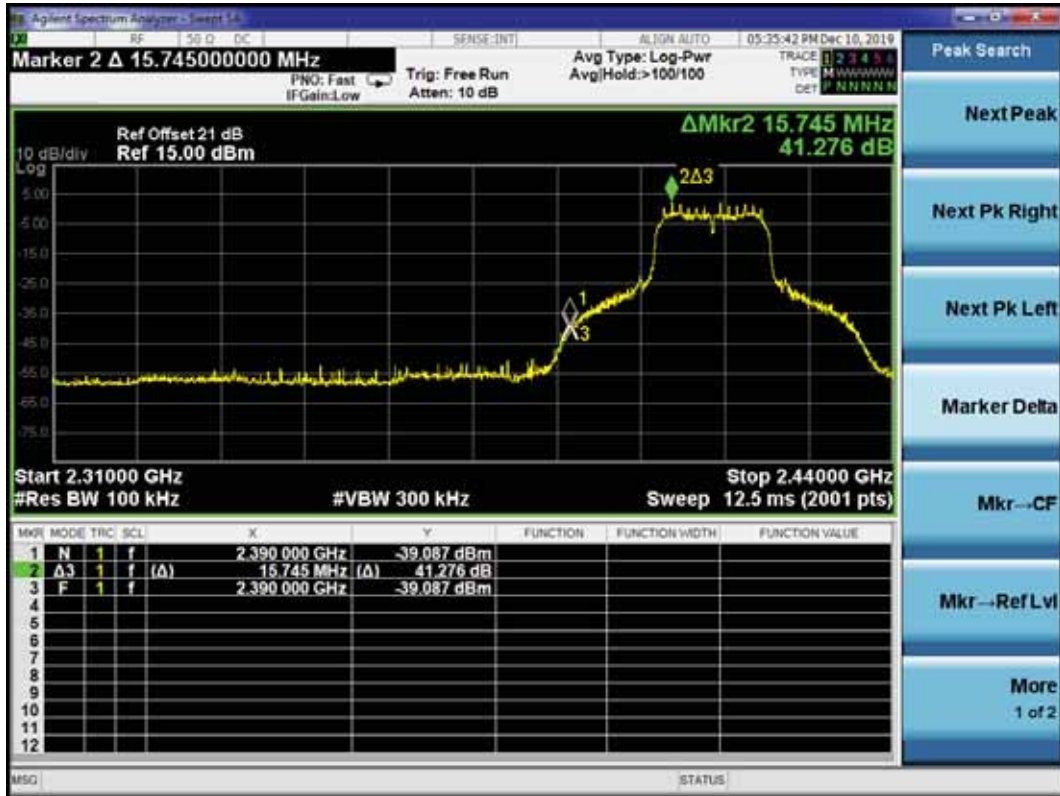 Agilent Spectrum Analyzer - Swept SA
LXI RF 50 Ω DC SENSE:INT ALIGN AUTO 05:35:42 PM Dec 10, 2019
Marker 2 Δ 15.745000000 MHz
PNO: Fast
IFGain:Low
Trig: Free Run
Atten: 10 dB
Avg Type: Log-Pwr
Avg|Hold:>100/100
TRACE 1 2 3 4 5 6
TYPE M WWWWW
DET P N N N N N
Peak Search
Next Peak
Next Pk Right
Next Pk Left
Marker Delta
Mkr→CF
Mkr→Ref Lvl
More
1 of 2
Ref Offset 21 dB
10 dB/div Ref 15.00 dBm
Log
ΔMkr2 15.745 MHz
41.276 dB
5.00
-5.00
-15.0
-25.0
-35.0
-45.0
-55.0
-65.0
-75.0
2Δ3
1
3
Start 2.31000 GHz Stop 2.44000 GHz
#Res BW 100 kHz #VBW 300 kHz Sweep 12.5 ms (2001 pts)
MKR MODE TRC SCL X Y FUNCTION FUNCTION WIDTH FUNCTION VALUE
1 N 1 f 2.390 000 GHz -39.087 dBm
2 Δ3 1 f (Δ) 15.745 MHz (Δ) 41.276 dB
3 F 1 f 2.390 000 GHz -39.087 dBm
4
5
6
7
8
9
10
11
12
MSG STATUS